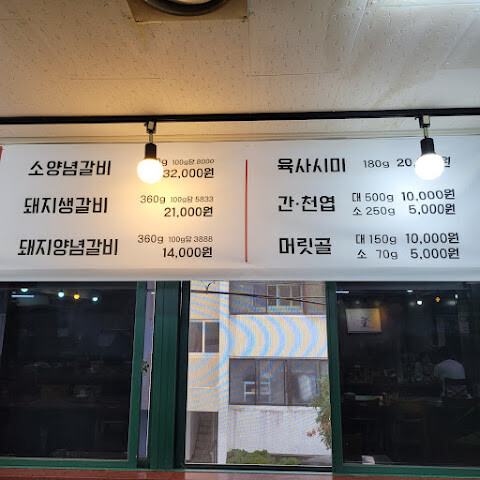 소양념갈비 100g당 8000
32,000원
돼지생갈비 360g 100g당 5833
21,000원
돼지양념갈비 360g 100g당 3888
14,000원
육사시미 180g 원
간·천엽 대 500g 10,000원
소 250g 5,000원
머릿골 대 150g 10,000원
소 70g 5,000원